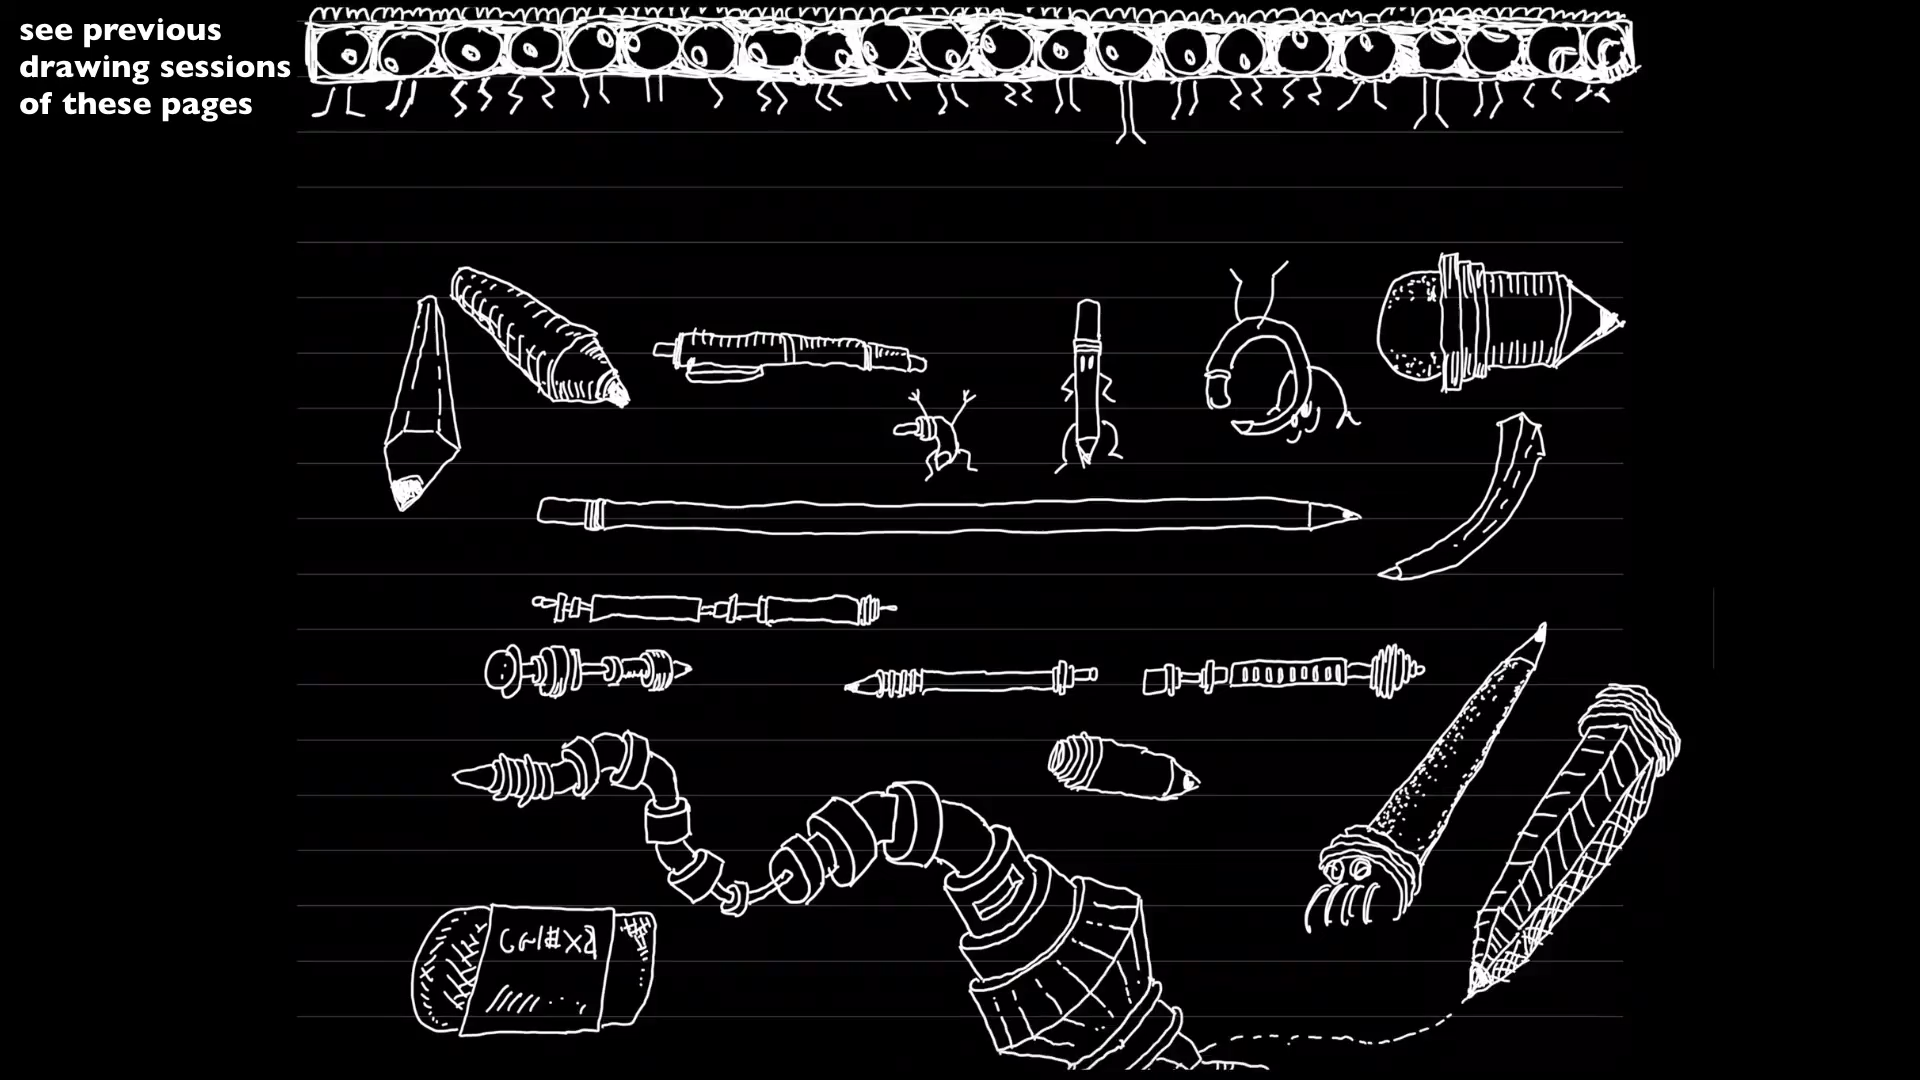 see previous
drawing sessions
of these pages